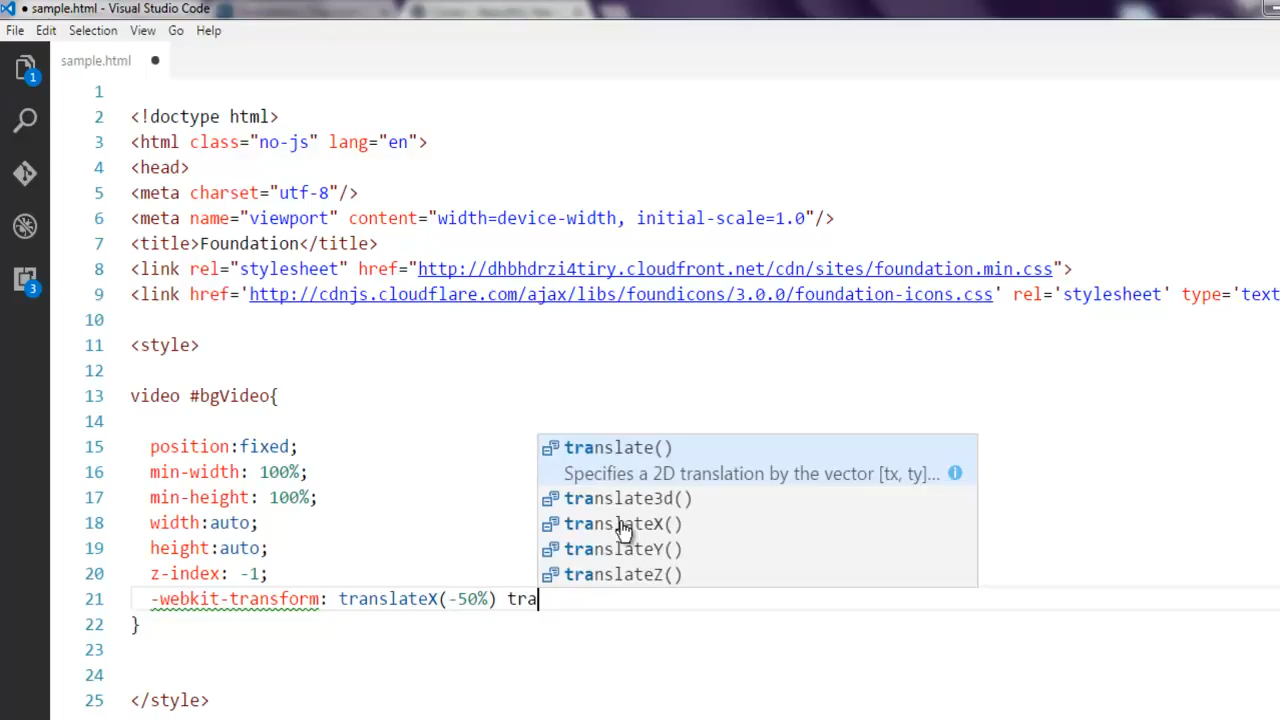 ● sample.html - Visual Studio Code
File Edit Selection View Go Help
sample.html ●
1
1
2 <!doctype html>
3 <html class="no-js" lang="en">
4 <head>
5 <meta charset="utf-8"/>
6 <meta name="viewport" content="width=device-width, initial-scale=1.0"/>
7 <title>Foundation</title>
8 <link rel="stylesheet" href="http://dhbhdrzi4tiry.cloudfront.net/cdn/sites/foundation.min.css">
9 <link href='http://cdnjs.cloudflare.com/ajax/libs/foundicons/3.0.0/foundation-icons.css' rel='stylesheet' type='text
10
11 <style>
12
13 video #bgVideo{
14
15 position:fixed;
translate()
16 min-width: 100%;
Specifies a 2D translation by the vector [tx, ty]...
17 min-height: 100%;
translate3d()
18 width:auto;
translateX()
19 height:auto;
translateY()
20 z-index: -1;
translateZ()
3
21 -webkit-transform: translateX(-50%) tra
22 }
23
24
25 </style>